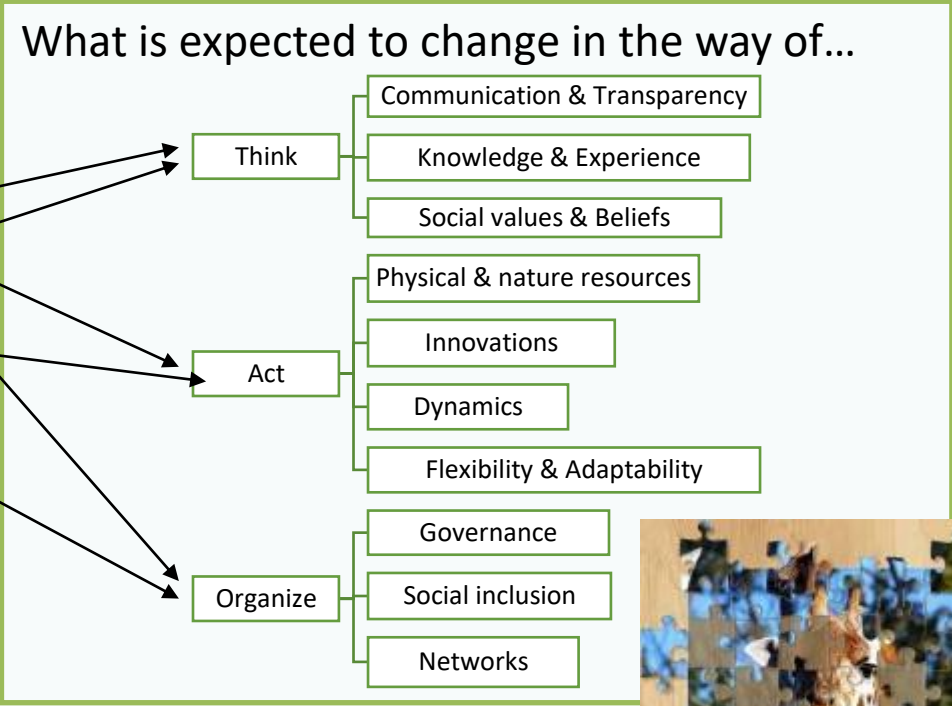 What is expected to change in the way of…
Think
Communication & Transparency
Knowledge & Experience
Social values & Beliefs
Act
Physical & nature resources
Innovations
Dynamics
Flexibility & Adaptability
Organize
Governance
Social inclusion
Networks